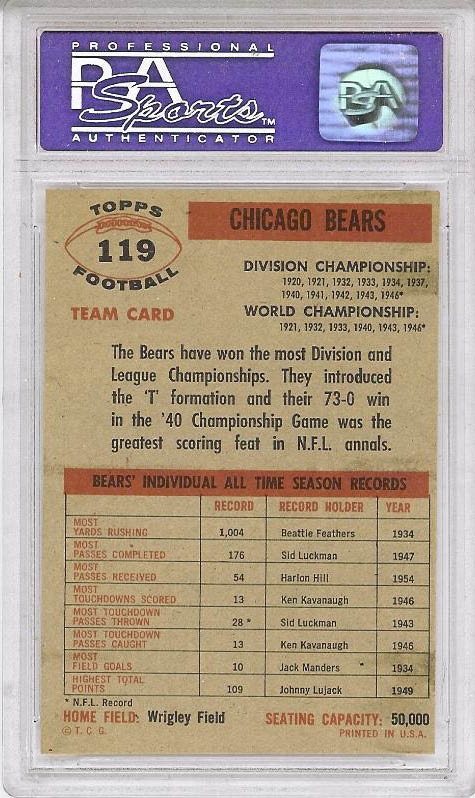 PROFESSIONAL
PSA
Sports™
AUTHENTICATOR
PSA
TOPPS
119
FOOTBALL
TEAM CARD
CHICAGO BEARS
DIVISION CHAMPIONSHIP:
1920, 1921, 1932, 1933, 1934, 1937,
1940, 1941, 1942, 1943, 1946*
WORLD CHAMPIONSHIP:
1921, 1932, 1933, 1940, 1943, 1946*
The Bears have won the most Division and
League Championships. They introduced
the 'T' formation and their 73-0 win
in the '40 Championship Game was the
greatest scoring feat in N.F.L. annals.
BEARS' INDIVIDUAL ALL TIME SEASON RECORDS
RECORD RECORD HOLDER YEAR
MOST
YARDS RUSHING 1,004 Beattie Feathers 1934
MOST
PASSES COMPLETED 176 Sid Luckman 1947
MOST
PASSES RECEIVED 54 Harlon Hill 1954
MOST
TOUCHDOWNS SCORED 13 Ken Kavanaugh 1946
MOST TOUCHDOWN
PASSES THROWN 28 * Sid Luckman 1943
MOST TOUCHDOWN
PASSES CAUGHT 13 Ken Kavanaugh 1946
MOST
FIELD GOALS 10 Jack Manders 1934
HIGHEST TOTAL
POINTS 109 Johnny Lujack 1949
* N.F.L. Record
HOME FIELD: Wrigley Field SEATING CAPACITY: 50,000
© T. C. G. PRINTED IN U.S.A.